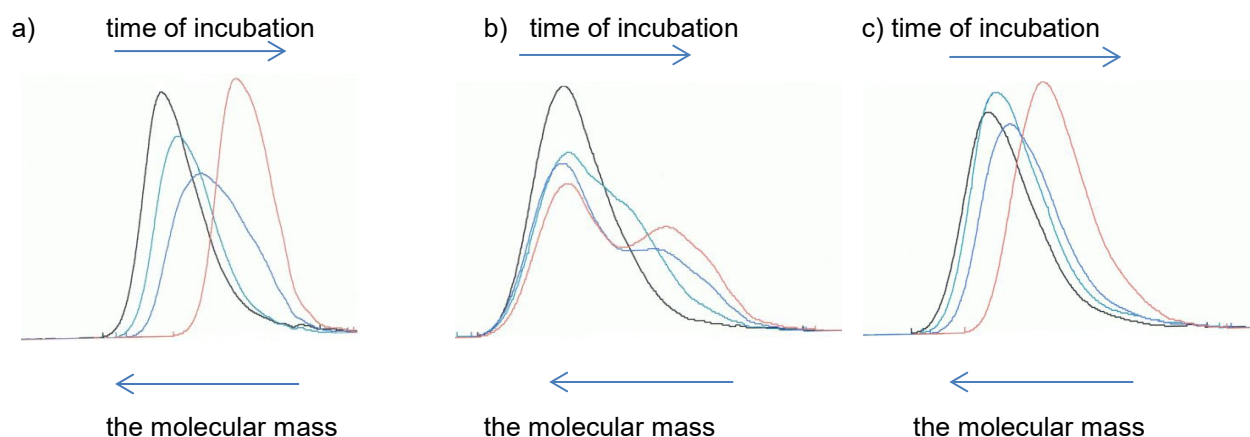 a) time of incubation
b) time of incubation
c) time of incubation
the molecular mass
the molecular mass
the molecular mass